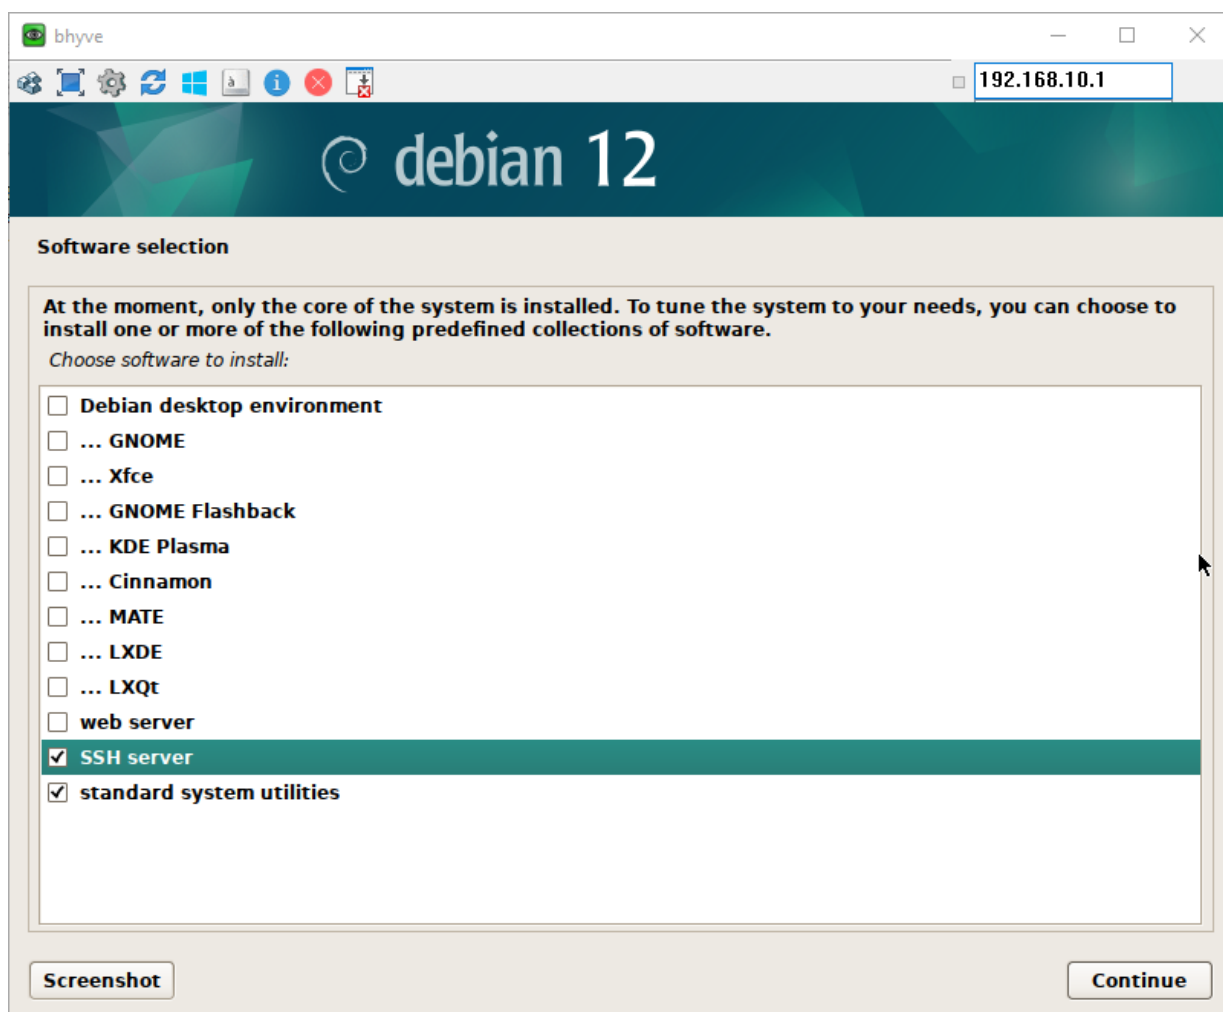 bhyve
192.168.10.1
debian 12
Software selection
At the moment, only the core of the system is installed. To tune the system to your needs, you can choose to
install one or more of the following predefined collections of software.
Choose software to install:
Debian desktop environment
... GNOME
... Xfce
... GNOME Flashback
... KDE Plasma
... Cinnamon
... MATE
... LXDE
... LXQt
web server
SSH server
standard system utilities
Screenshot
Continue